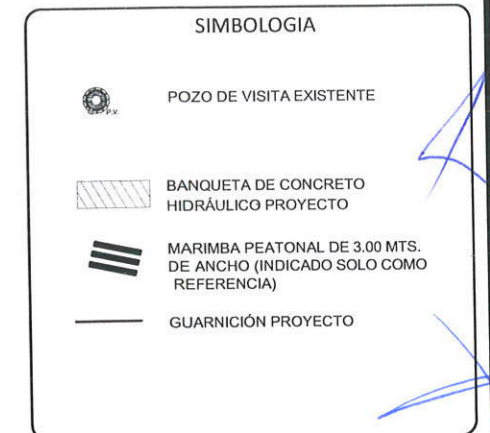 SIMBOLOGIA
P.V.
POZO DE VISITA EXISTENTE
BANQUETA DE CONCRETO
HIDRÁULICO PROYECTO
MARIMBA PEATONAL DE 3.00 MTS.
DE ANCHO (INDICADO SOLO COMO
REFERENCIA)
GUARNICIÓN PROYECTO